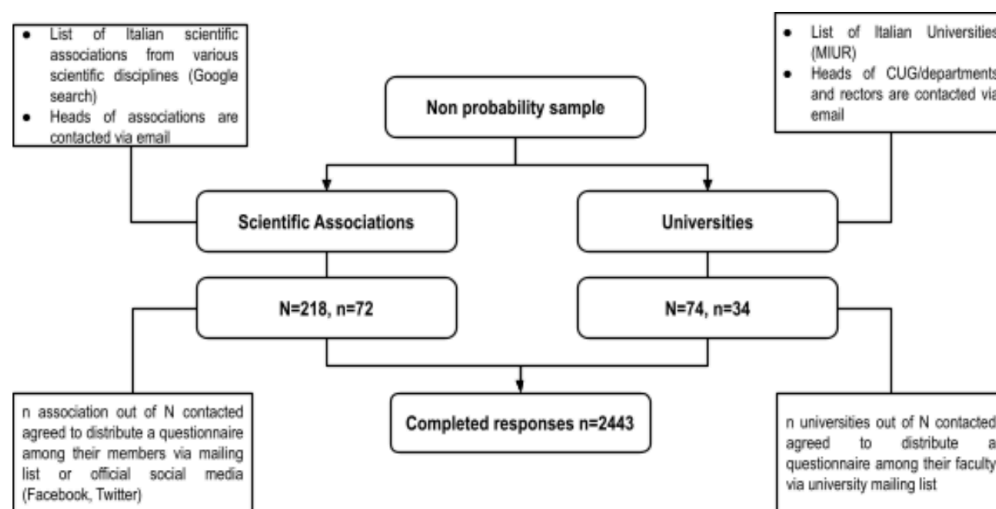 ● List of Italian scientific
associations from various
scientific disciplines (Google
search)
● Heads of associations are
contacted via email
● List of Italian Universities
(MIUR)
● Heads of CUG/departments
and rectors are contacted via
email
Non probability sample
Scientific Associations
Universities
N=218, n=72
N=74, n=34
Completed responses n=2443
n association out of N contacted
agreed to distribute a questionnaire
among their members via mailing
list or official social media
(Facebook, Twitter)
n universities out of N contacted
agreed to distribute a
questionnaire among their faculty
via university mailing list